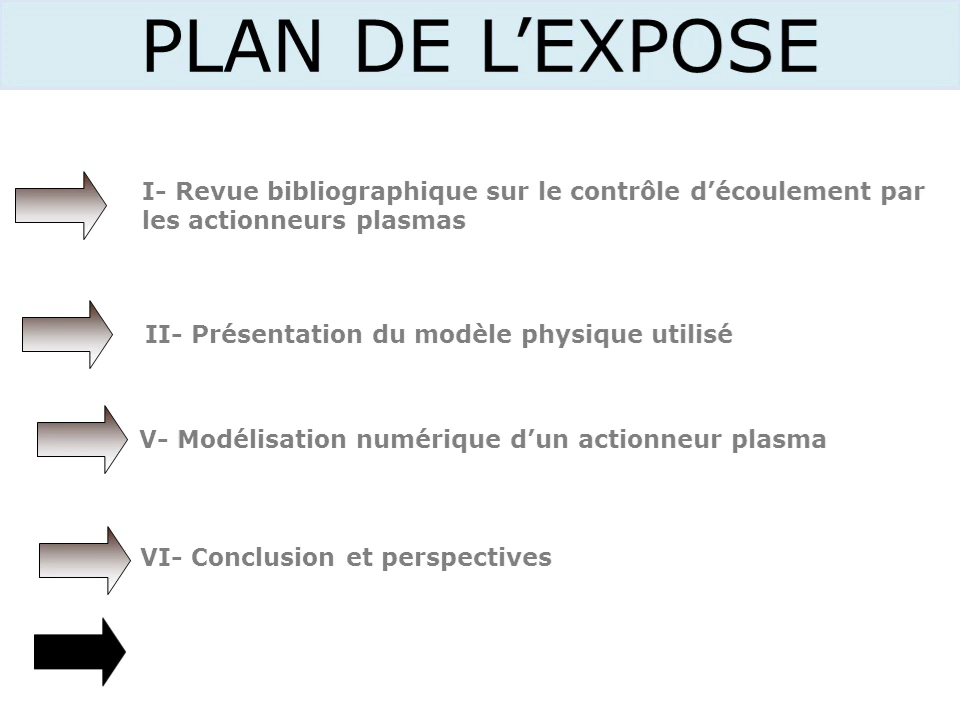 PLAN DE L’EXPOSE
I- Revue bibliographique sur le contrôle d’écoulement par
les actionneurs plasmas
II- Présentation du modèle physique utilisé
V- Modélisation numérique d’un actionneur plasma
VI- Conclusion et perspectives